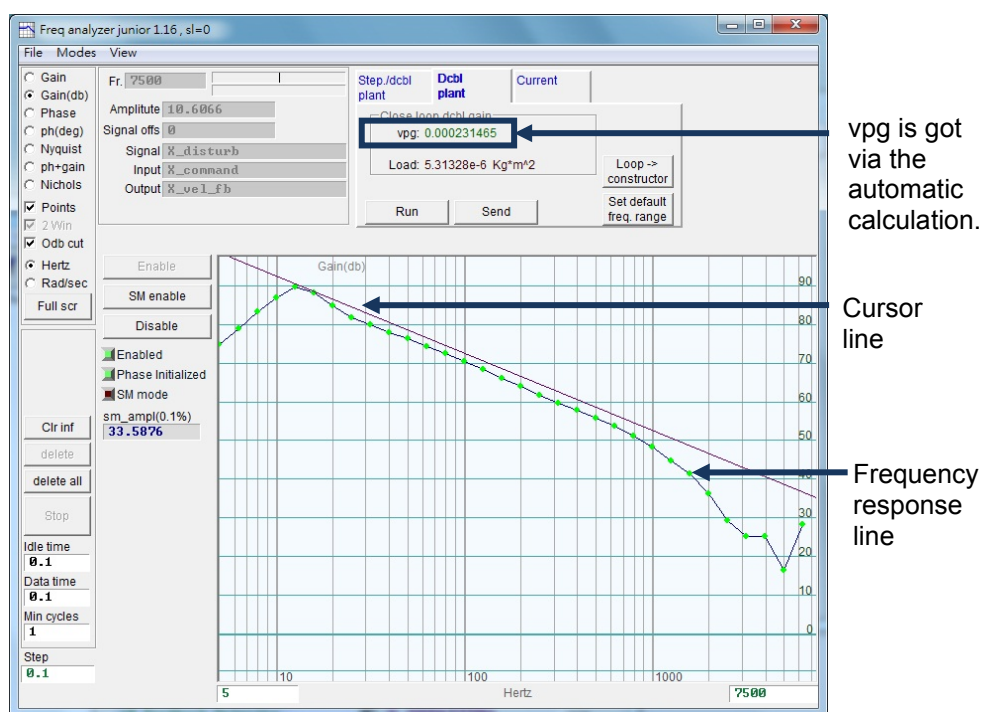 Freq analyzer junior 1.16 , sl=0
File Modes View
Gain
Gain(db)
Phase
ph(deg)
Nyquist
ph+gain
Nichols
Points
2 Win
Odb cut
Hertz
Rad/sec
Full scr
Fr. 7500
Amplitute 10.6066
Signal offs 0
Signal X_disturb
Input X_command
Output X_vel_fb
Step./dcbl plant
Dcbl plant
Current
Close loop dcbl gain
vpg: 0.000231465
Load: 5.31328e-6 Kg*m^2
Loop -> constructor
Run
Send
Set default freq. range
vpg is got
via the
automatic
calculation.
Enable
SM enable
Disable
Enabled
Phase Initialized
SM mode
sm_ampl(0.1%)
33.5876
Clr inf
delete
delete all
Stop
Idle time
0.1
Data time
0.1
Min cycles
1
Step
0.1
Gain(db)
90
80
70
60
50
40
30
20
10
0
10
100
1000
5
Hertz
7500
Cursor
line
Frequency
response
line